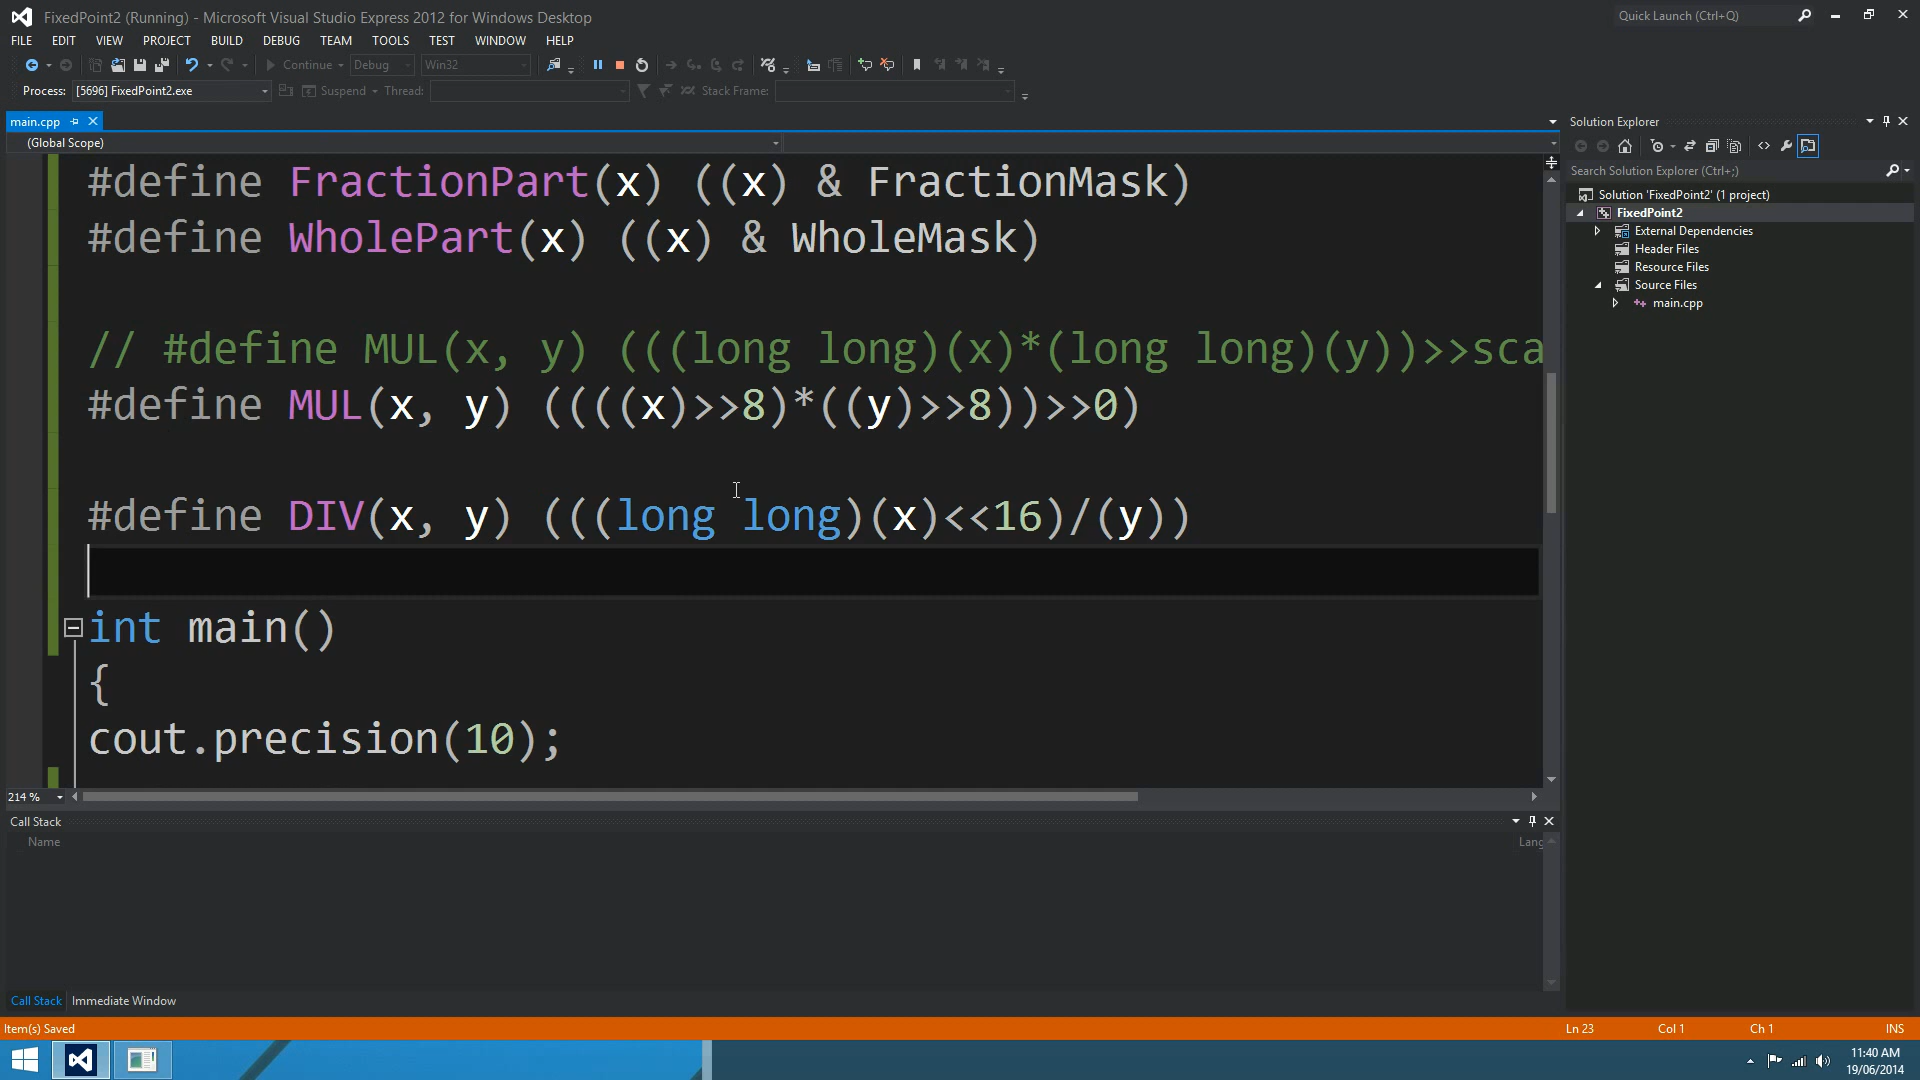 FixedPoint2 (Running) - Microsoft Visual Studio Express 2012 for Windows Desktop
Quick Launch (Ctrl+Q)
FILE EDIT VIEW PROJECT BUILD DEBUG TEAM TOOLS TEST WINDOW HELP
Continue Debug Win32
Process: [5696] FixedPoint2.exe Suspend Thread: Stack Frame:
main.cpp
(Global Scope)
#define FractionPart(x) ((x) & FractionMask)
#define WholePart(x) ((x) & WholeMask)
// #define MUL(x, y) (((long long)(x)*(long long)(y))>>sca
#define MUL(x, y) ((((x)>>8)*((y)>>8))>>0)
#define DIV(x, y) (((long long)(x)<<16)/(y))
int main()
{
cout.precision(10);
214 %
Call Stack
Name Lang
Call Stack Immediate Window
Solution Explorer
Search Solution Explorer (Ctrl+;)
Solution 'FixedPoint2' (1 project)
FixedPoint2
External Dependencies
Header Files
Resource Files
Source Files
main.cpp
Item(s) Saved Ln 23 Col 1 Ch 1 INS
11:40 AM
19/06/2014